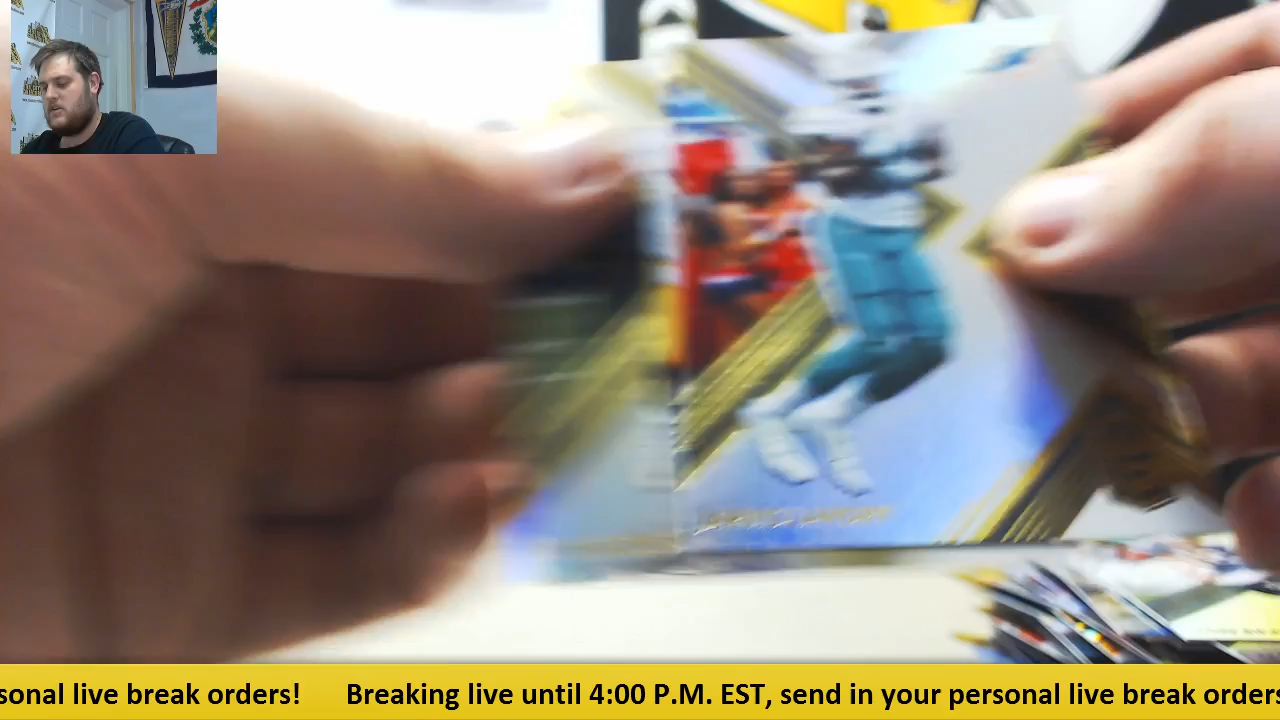 sonal live break orders! Breaking live until 4:00 P.M. EST, send in your personal live break orders